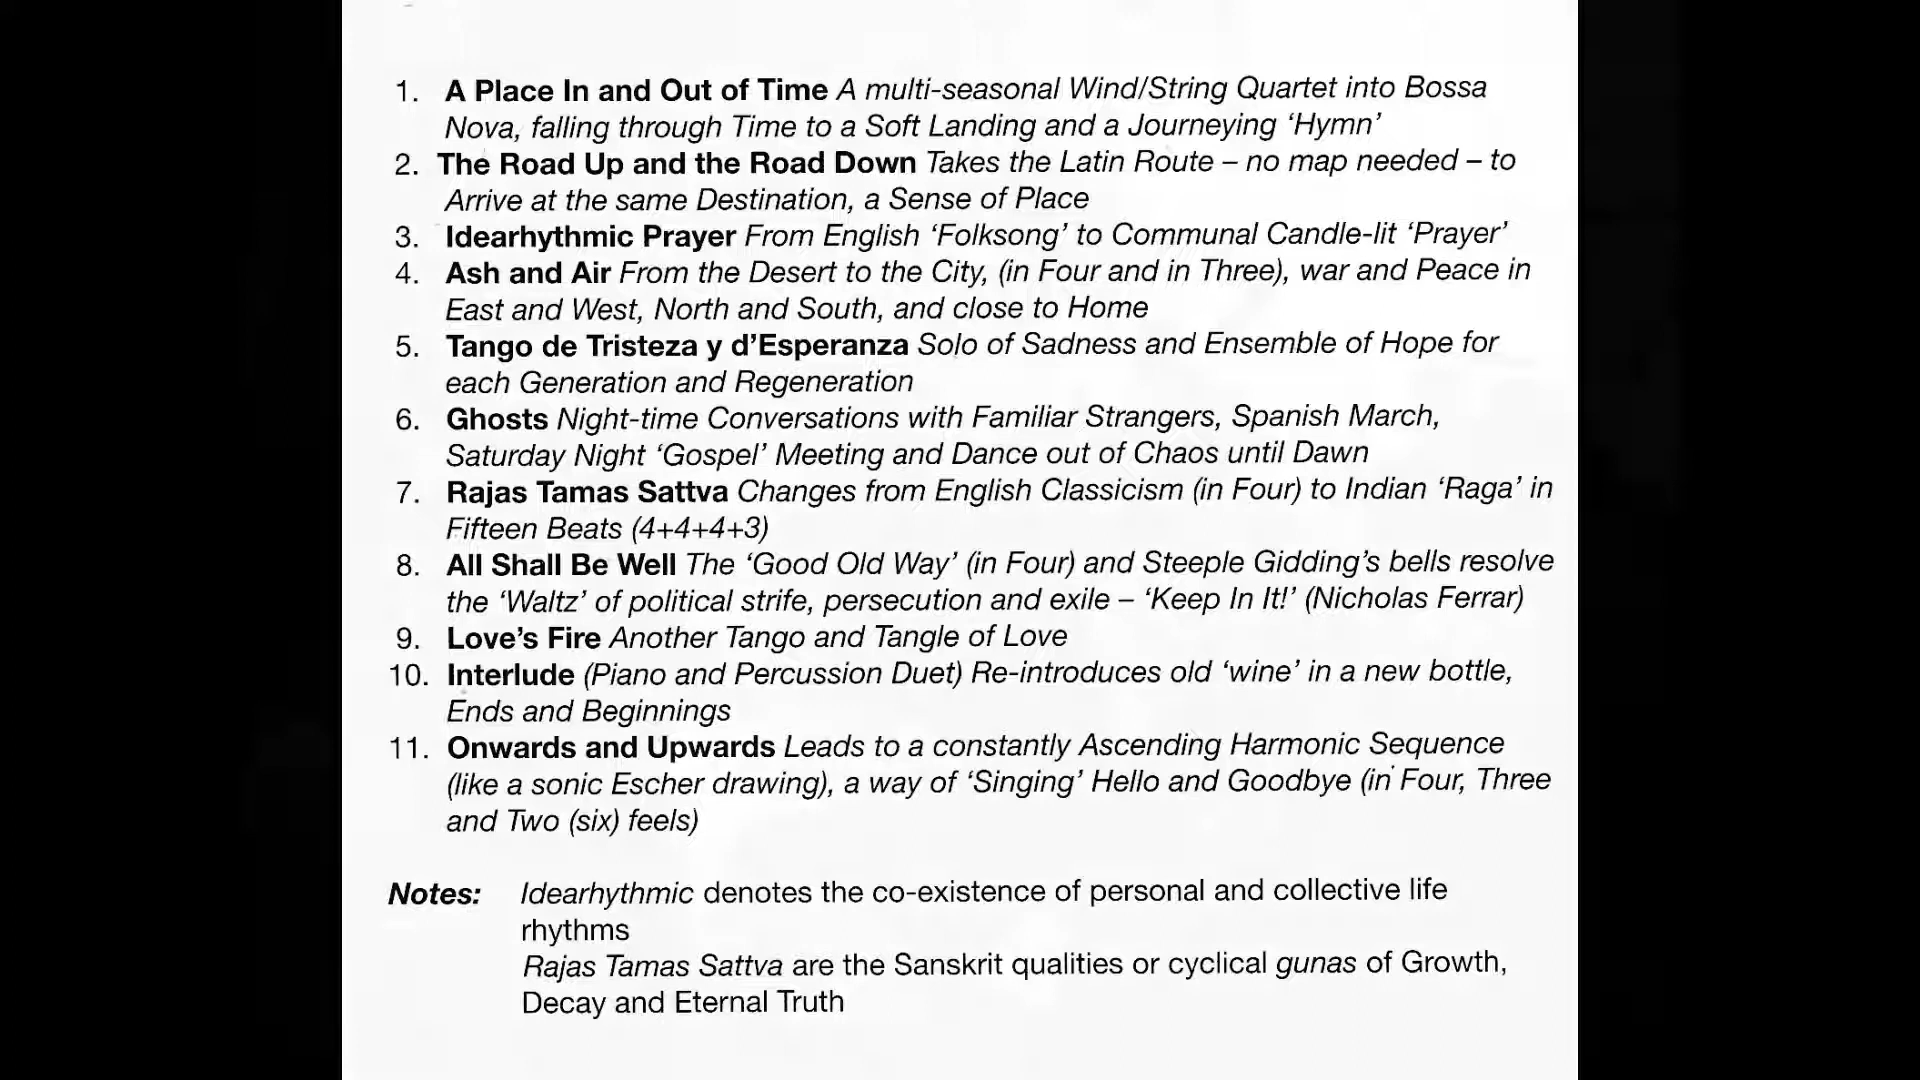 1. A Place In and Out of Time A multi-seasonal Wind/String Quartet into Bossa
Nova, falling through Time to a Soft Landing and a Journeying ‘Hymn’
2. The Road Up and the Road Down Takes the Latin Route – no map needed – to
Arrive at the same Destination, a Sense of Place
3. Idearhythmic Prayer From English ‘Folksong’ to Communal Candle-lit ‘Prayer’
4. Ash and Air From the Desert to the City, (in Four and in Three), war and Peace in
East and West, North and South, and close to Home
5. Tango de Tristeza y d’Esperanza Solo of Sadness and Ensemble of Hope for
each Generation and Regeneration
6. Ghosts Night-time Conversations with Familiar Strangers, Spanish March,
Saturday Night ‘Gospel’ Meeting and Dance out of Chaos until Dawn
7. Rajas Tamas Sattva Changes from English Classicism (in Four) to Indian ‘Raga’ in
Fifteen Beats (4+4+4+3)
8. All Shall Be Well The ‘Good Old Way’ (in Four) and Steeple Gidding’s bells resolve
the ‘Waltz’ of political strife, persecution and exile – ‘Keep In It!’ (Nicholas Ferrar)
9. Love’s Fire Another Tango and Tangle of Love
10. Interlude (Piano and Percussion Duet) Re-introduces old ‘wine’ in a new bottle,
Ends and Beginnings
11. Onwards and Upwards Leads to a constantly Ascending Harmonic Sequence
(like a sonic Escher drawing), a way of ‘Singing’ Hello and Goodbye (in Four, Three
and Two (six) feels)
Notes: Idearhythmic denotes the co-existence of personal and collective life
rhythms
Rajas Tamas Sattva are the Sanskrit qualities or cyclical gunas of Growth,
Decay and Eternal Truth